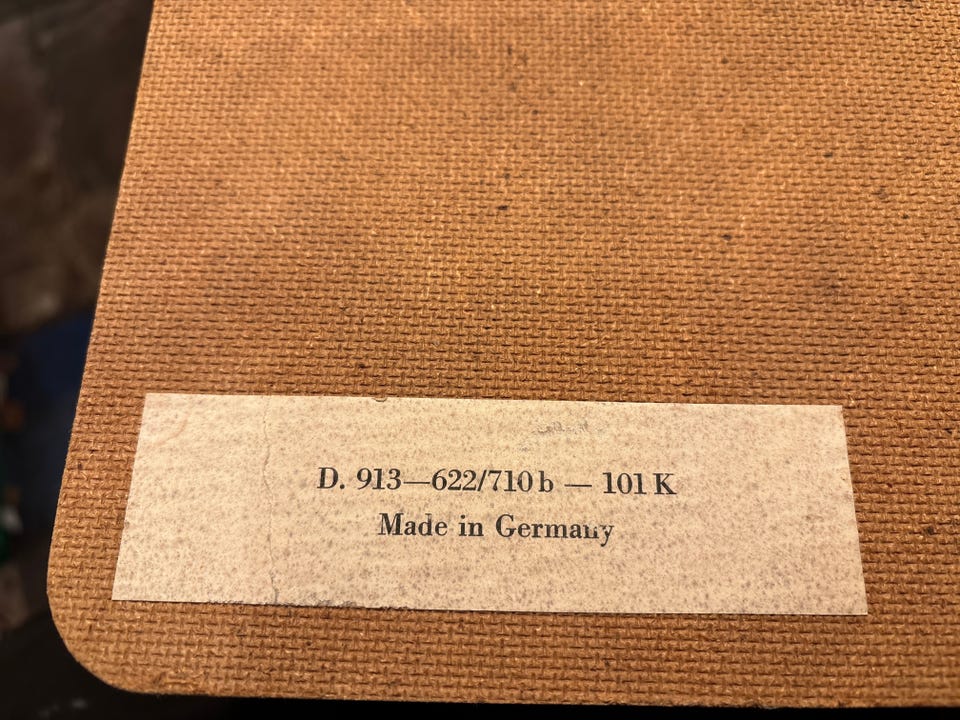 D. 913—622/710 b — 101 K
Made in Germany